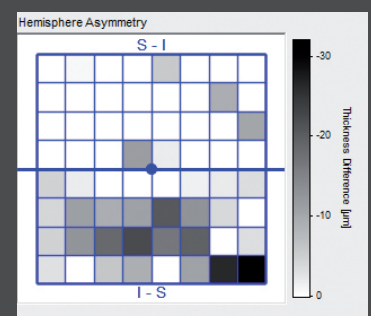 Hemisphere Asymmetry
S - I
-30
-20
-10
0
Thickness Difference [µm]
I - S